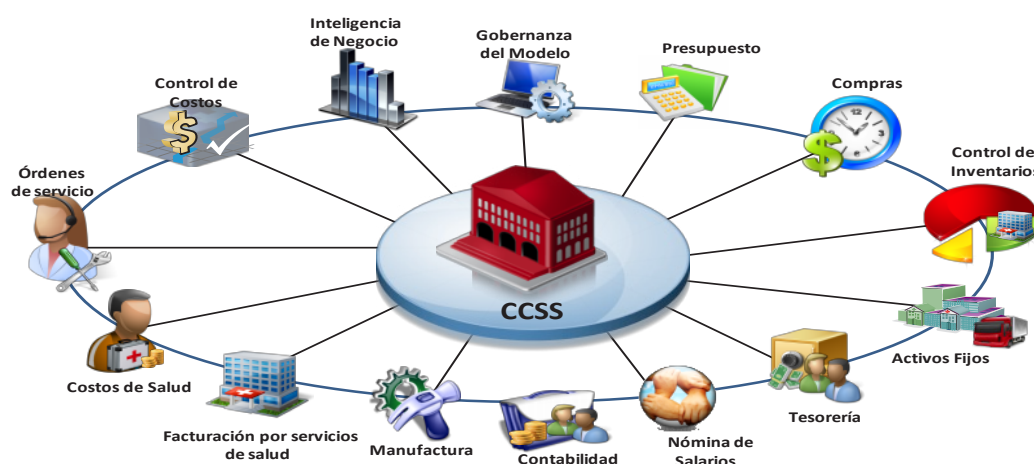 Inteligencia
de Negocio
Gobernanza
del Modelo
Presupuesto
Compras
Control de
Costos
Control de
Inventarios
Órdenes
de servicio
CCSS
Activos Fijos
Costos de Salud
Tesorería
Facturación por servicios
de salud
Manufactura
Contabilidad
Nómina de
Salarios